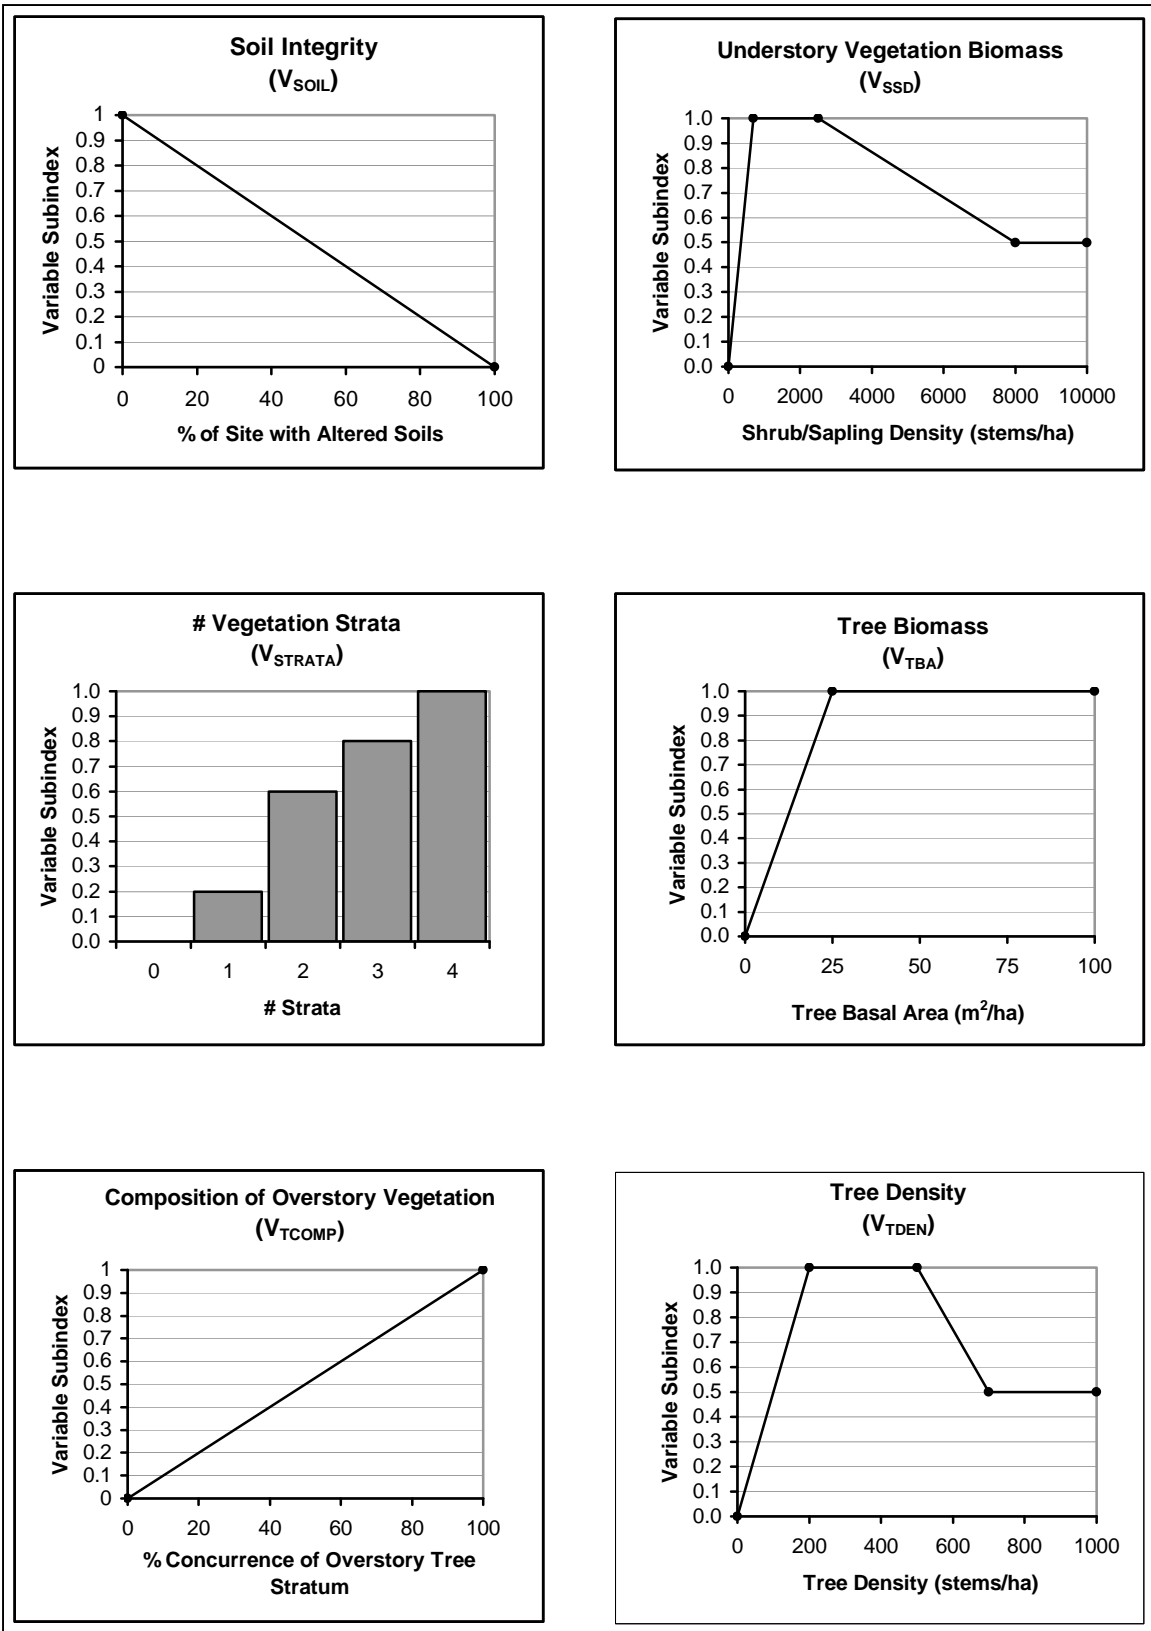 Soil Integrity
(VSOIL)
1
0.9
0.8
0.7
0.6
0.5
0.4
0.3
0.2
0.1
0
Variable Subindex
0 20 40 60 80 100
% of Site with Altered Soils
Understory Vegetation Biomass
(VSSD)
1.0
0.9
0.8
0.7
0.6
0.5
0.4
0.3
0.2
0.1
0.0
Variable Subindex
0 2000 4000 6000 8000 10000
Shrub/Sapling Density (stems/ha)
# Vegetation Strata
(VSTRATA)
1.0
0.9
0.8
0.7
0.6
0.5
0.4
0.3
0.2
0.1
0.0
Variable Subindex
0 1 2 3 4
# Strata
Tree Biomass
(VTBA)
1.0
0.9
0.8
0.7
0.6
0.5
0.4
0.3
0.2
0.1
0.0
Variable Subindex
0 25 50 75 100
Tree Basal Area (m²/ha)
Composition of Overstory Vegetation
(VTCOMP)
1
0.9
0.8
0.7
0.6
0.5
0.4
0.3
0.2
0.1
0
Variable Subindex
0 20 40 60 80 100
% Concurrence of Overstory Tree
Stratum
Tree Density
(VTDEN)
1.0
0.9
0.8
0.7
0.6
0.5
0.4
0.3
0.2
0.1
0.0
Variable Subindex
0 200 400 600 800 1000
Tree Density (stems/ha)